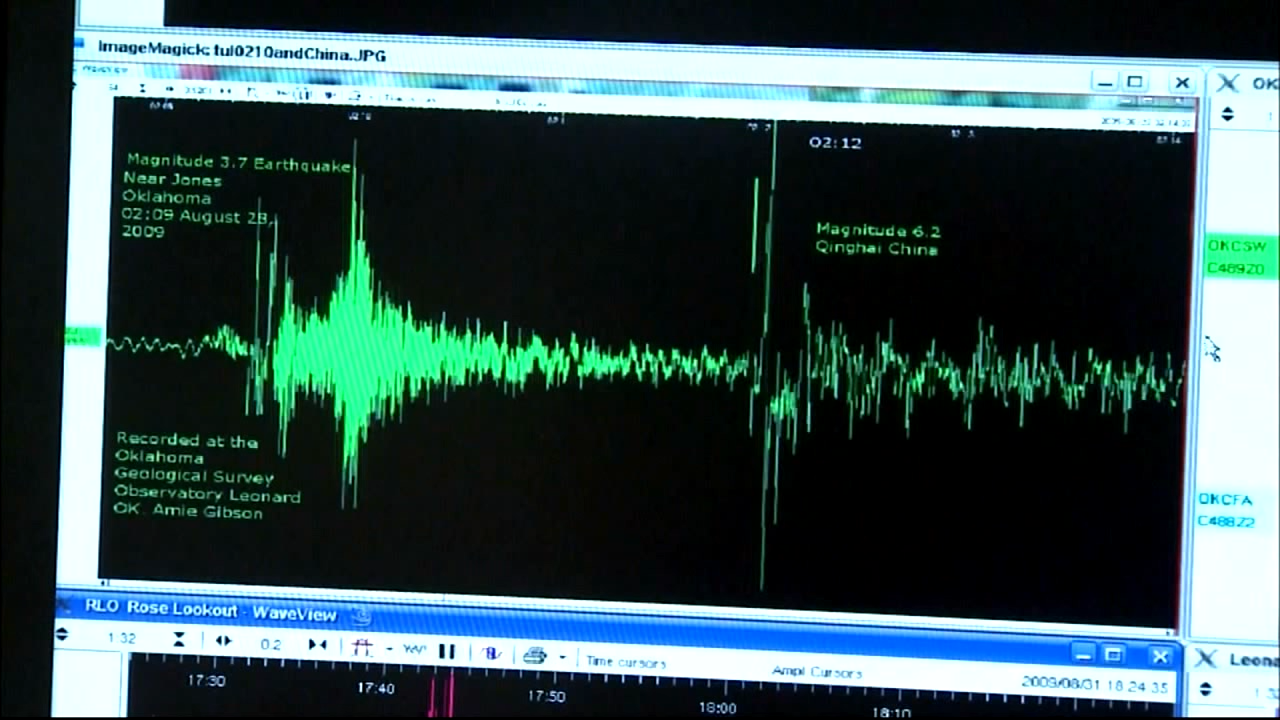 ImageMagick: tul0210andChina.JPG
OK
02:12
Magnitude 3.7 Earthquake
Near Jones
Oklahoma
02:09 August 28,
2009
Magnitude 6.2
Qinghai China
OKCSW
C489Z0
Recorded at the
Oklahoma
Geological Survey
Observatory Leonard
OK. Amie Gibson
OKCFA
C488Z2
RLO Rose Lookout - WaveView
1:32
0.2
Time cursors
Ampl Cursors
2009/08/31 18:24:35
Leona
17:30
17:40
17:50
18:00
18:10